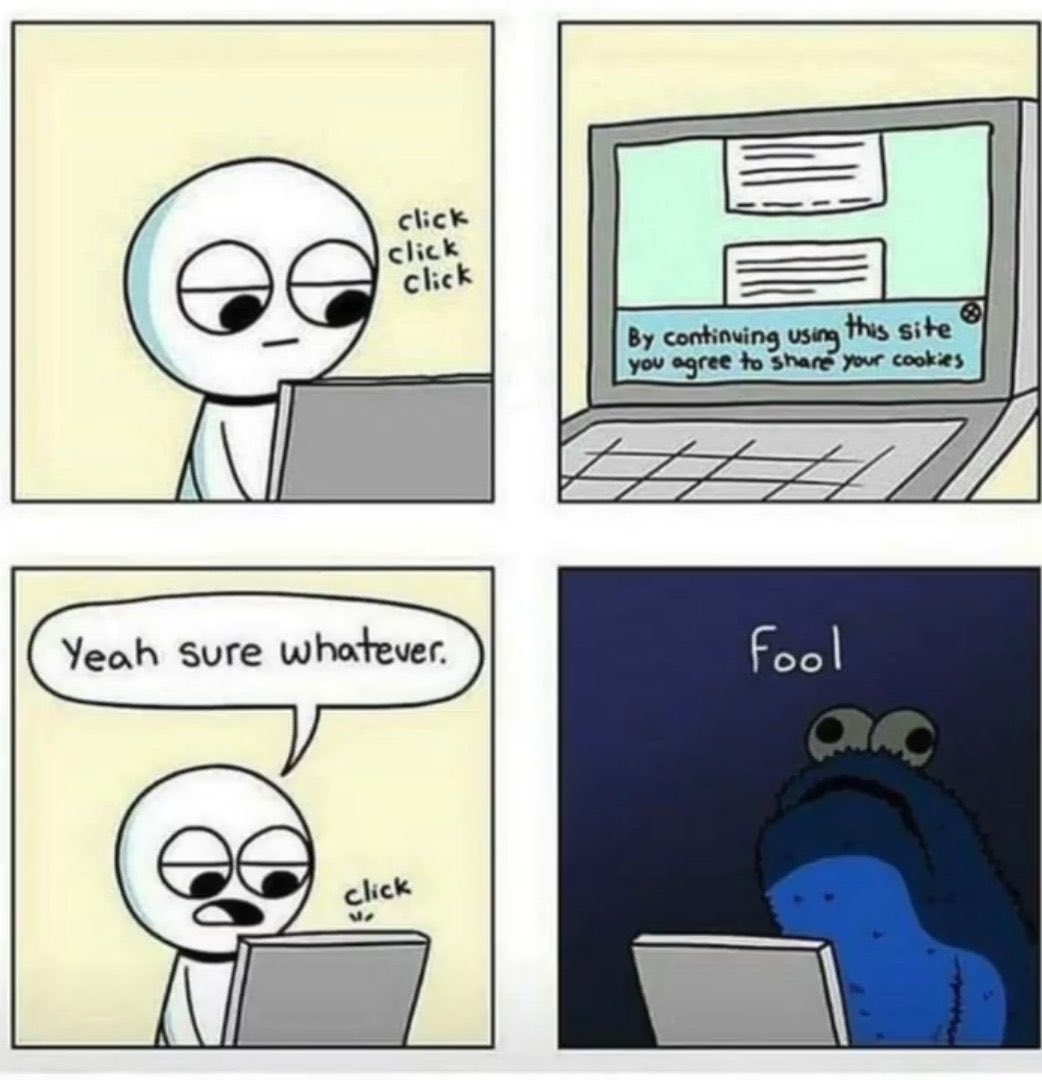 click
click
click
By continuing using this site
you agree to share your cookies
Yeah sure whatever.
click
Fool